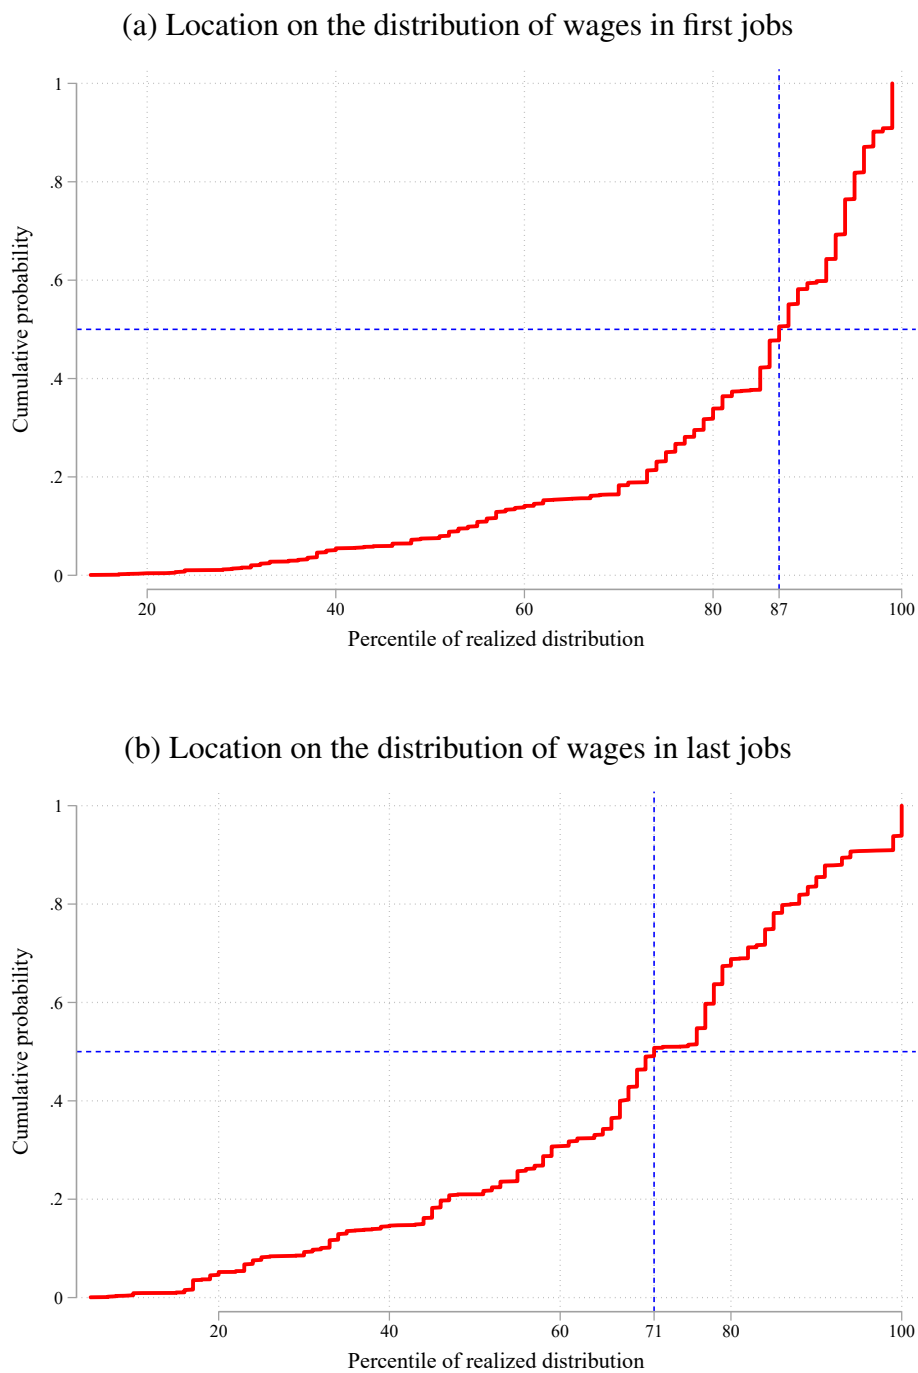 (a) Location on the distribution of wages in first jobs
1
.8
.6
.4
.2
0
Cumulative probability
20 40 60 80 87 100
Percentile of realized distribution
(b) Location on the distribution of wages in last jobs
1
.8
.6
.4
.2
0
Cumulative probability
20 40 60 71 80 100
Percentile of realized distribution